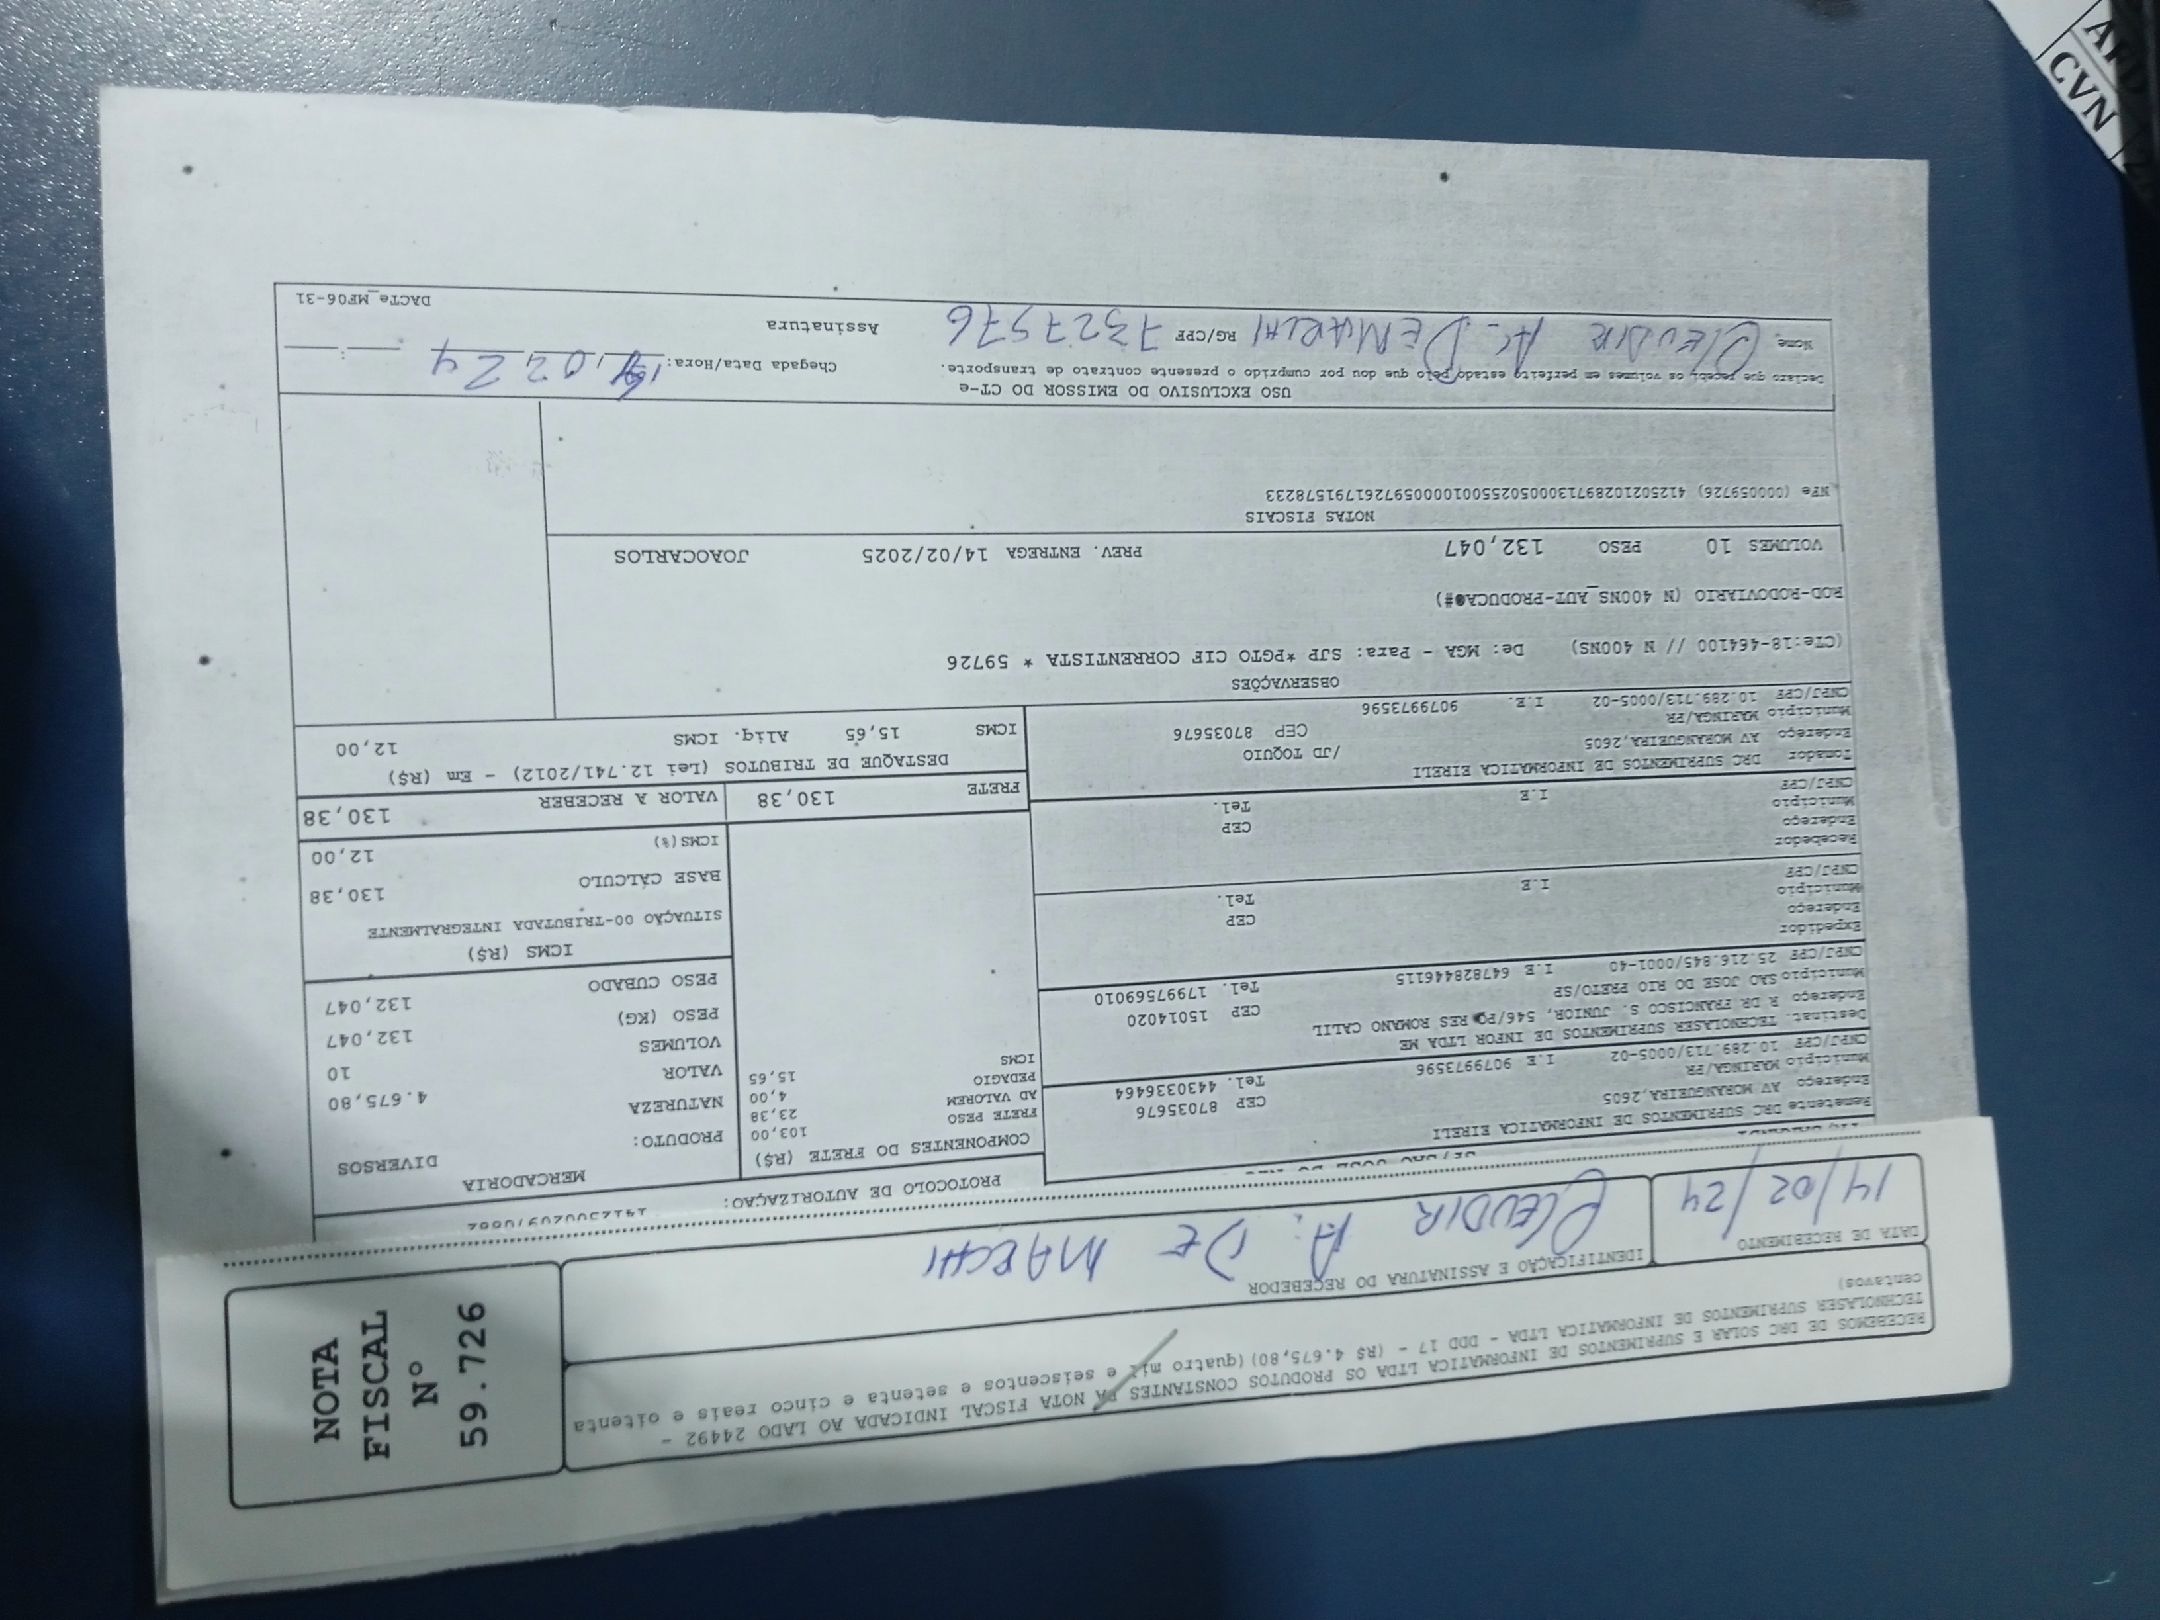 RECEBEMOS DE DRC SOLAR E SUPRIMENTOS DE INFORMATICA LTDA OS PRODUTOS CONSTANTES DA NOTA FISCAL INDICADA AO LADO 24492 -
TECHNOLASER SUPRIMENTOS DE INFORMATICA LTDA - DDD 17 - (R$ 4.675,80)(quatro mil e seiscentos e setenta e cinco reais e oitenta
centavos)
DATA DE RECEBIMENTO
14/02/24
IDENTIFICAÇÃO E ASSINATURA DO RECEBEDOR
CLEUDIR A. DE MARCHI
NOTA
FISCAL
N°
59.726
PROTOCOLO DE AUTORIZAÇÃO:
Remetente DRC SUPRIMENTOS DE INFORMATICA EIRELI
Endereço AV MORANGUEIRA,2605 CEP 87035676
Município MARINGA/PR Tel. 4430336464
CNPJ/CPF 10.289.713/0005-02 I.E 9079973596
Destinat. TECHNOLASER SUPRIMENTOS DE INFOR LTDA ME
Endereço R DR FRANCISCO S. JUNIOR, 546/PQ RES ROMANO CALIL CEP 15014020
Município SAO JOSE DO RIO PRETO/SP Tel. 17997569010
CNPJ/CPF 25.216.845/0001-40 I.E 647828446115
Expedidor
Endereço CEP
Município Tel.
CNPJ/CPF I.E
Recebedor
Endereço CEP
Município Tel.
CNPJ/CPF I.E
Tomador DRC SUPRIMENTOS DE INFORMATICA EIRELI
Endereço AV MORANGUEIRA,2605 /JD TOQUIO
Município MARINGA/PR CEP 87035676
CNPJ/CPF 10.289.713/0005-02 I.E. 9079973596
COMPONENTES DO FRETE (R$)
FRETE PESO 103,00
AD VALOREM 23,38
PEDAGIO 4,00
ICMS 15,65
MERCADORIA
PRODUTO: DIVERSOS
NATUREZA
VALOR 4.675,80
VOLUMES 10
PESO (KG) 132,047
PESO CUBADO 132,047
ICMS (R$)
SITUAÇÃO 00-TRIBUTADA INTEGRALMENTE
BASE CÁLCULO 130,38
ICMS(%) 12,00
FRETE 130,38 VALOR A RECEBER 130,38
DESTAQUE DE TRIBUTOS (Lei 12.741/2012) - Em (R$)
ICMS 15,65 Aliq. ICMS 12,00
OBSERVAÇÕES
(CTe:18-464100 // N 400NS) De: MGA - Para: SJP *PGTO CIF CORRENTISTA * 59726
ROD-RODOVIARIO (N 400NS_AUT-PRODUCA@#)
VOLUMES 10 PESO 132,047 PREV. ENTREGA 14/02/2025 JOAOCARLOS
NOTAS FISCAIS
NFe (00059726) 41250210289713000502550010000597261791578233
USO EXCLUSIVO DO EMISSOR DO CT-e
Declaro que recebi os volumes em perfeito estado pelo que dou por cumprido o presente contrato de transporte.
Chegada Data/Hora: 02 24
Nome. CLEUDIR A. DE MARCHI RG/CPF 7327576 Assinatura
DACTe_MF06-31
CVN